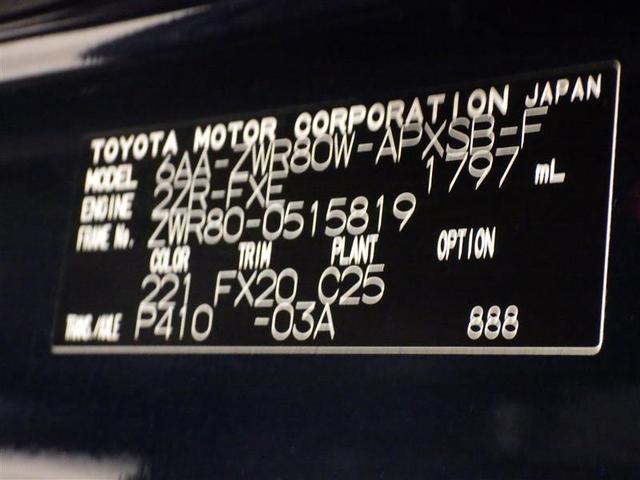 TOYOTA MOTOR CORPORATION JAPAN
MODEL 6AA-ZWR80W-APXSB-F
ENGINE 2ZR-FXE 1797 mL
FRAME No. ZWR80-0515819
COLOR TRIM PLANT OPTION
221 FX20 C25
TRANS./AXLE P410 -03A 888